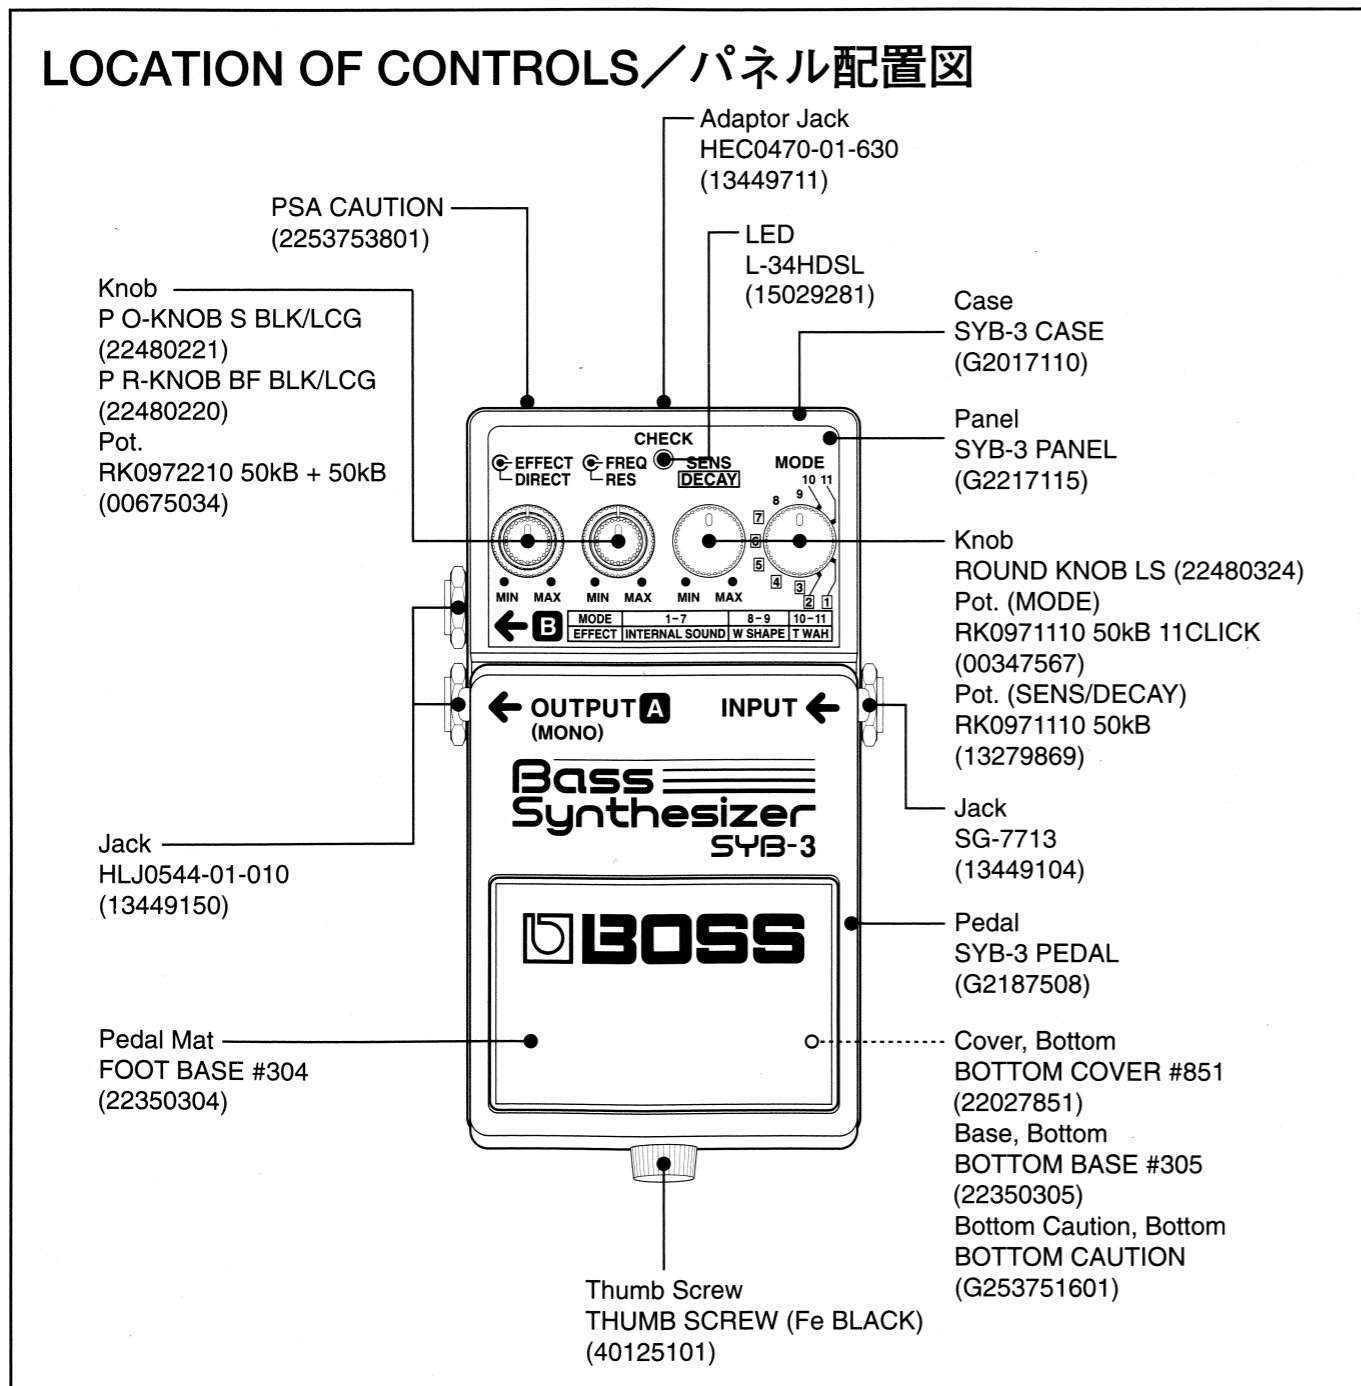 LOCATION OF CONTROLS／パネル配置図
Adaptor Jack
HEC0470-01-630
(13449711)
PSA CAUTION
(2253753801)
LED
L-34HDSL
(15029281)
Knob
P O-KNOB S BLK/LCG
(22480221)
P R-KNOB BF BLK/LCG
(22480220)
Pot.
RK0972210 50kB + 50kB
(00675034)
Case
SYB-3 CASE
(G2017110)
Panel
SYB-3 PANEL
(G2217115)
CHECK
EFFECT
DIRECT
FREQ
RES
SENS
DECAY
MODE
10 11
9
8
7
6
5
4
3
2
1
MIN MAX MIN MAX MIN MAX
B
MODE 1-7 8-9 10-11
EFFECT INTERNAL SOUND W SHAPE T WAH
Knob
ROUND KNOB LS (22480324)
Pot. (MODE)
RK0971110 50kB 11CLICK
(00347567)
Pot. (SENS/DECAY)
RK0971110 50kB
(13279869)
OUTPUT A
(MONO)
INPUT
Bass
Synthesizer
SYB-3
Jack
HLJ0544-01-010
(13449150)
Jack
SG-7713
(13449104)
BOSS
Pedal
SYB-3 PEDAL
(G2187508)
Pedal Mat
FOOT BASE #304
(22350304)
Cover, Bottom
BOTTOM COVER #851
(22027851)
Base, Bottom
BOTTOM BASE #305
(22350305)
Bottom Caution, Bottom
BOTTOM CAUTION
(G253751601)
Thumb Screw
THUMB SCREW (Fe BLACK)
(40125101)